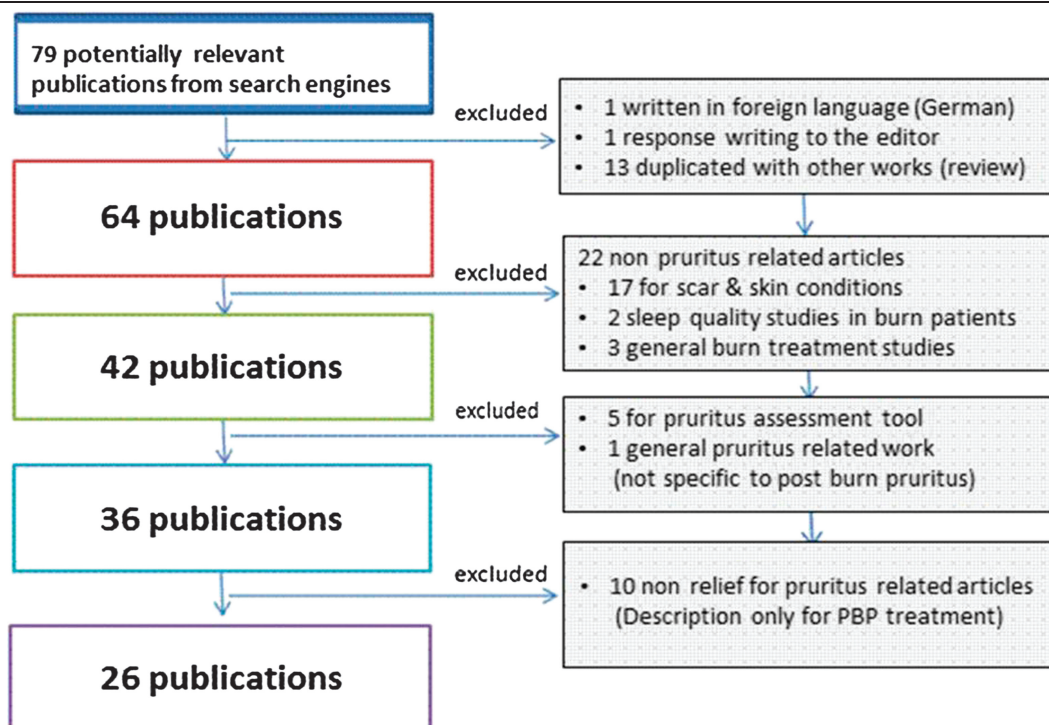 79 potentially relevant
publications from search engines
excluded
• 1 written in foreign language (German)
• 1 response writing to the editor
• 13 duplicated with other works (review)
64 publications
excluded
22 non pruritus related articles
• 17 for scar & skin conditions
• 2 sleep quality studies in burn patients
• 3 general burn treatment studies
42 publications
excluded
• 5 for pruritus assessment tool
• 1 general pruritus related work
(not specific to post burn pruritus)
36 publications
excluded
• 10 non relief for pruritus related articles
(Description only for PBP treatment)
26 publications